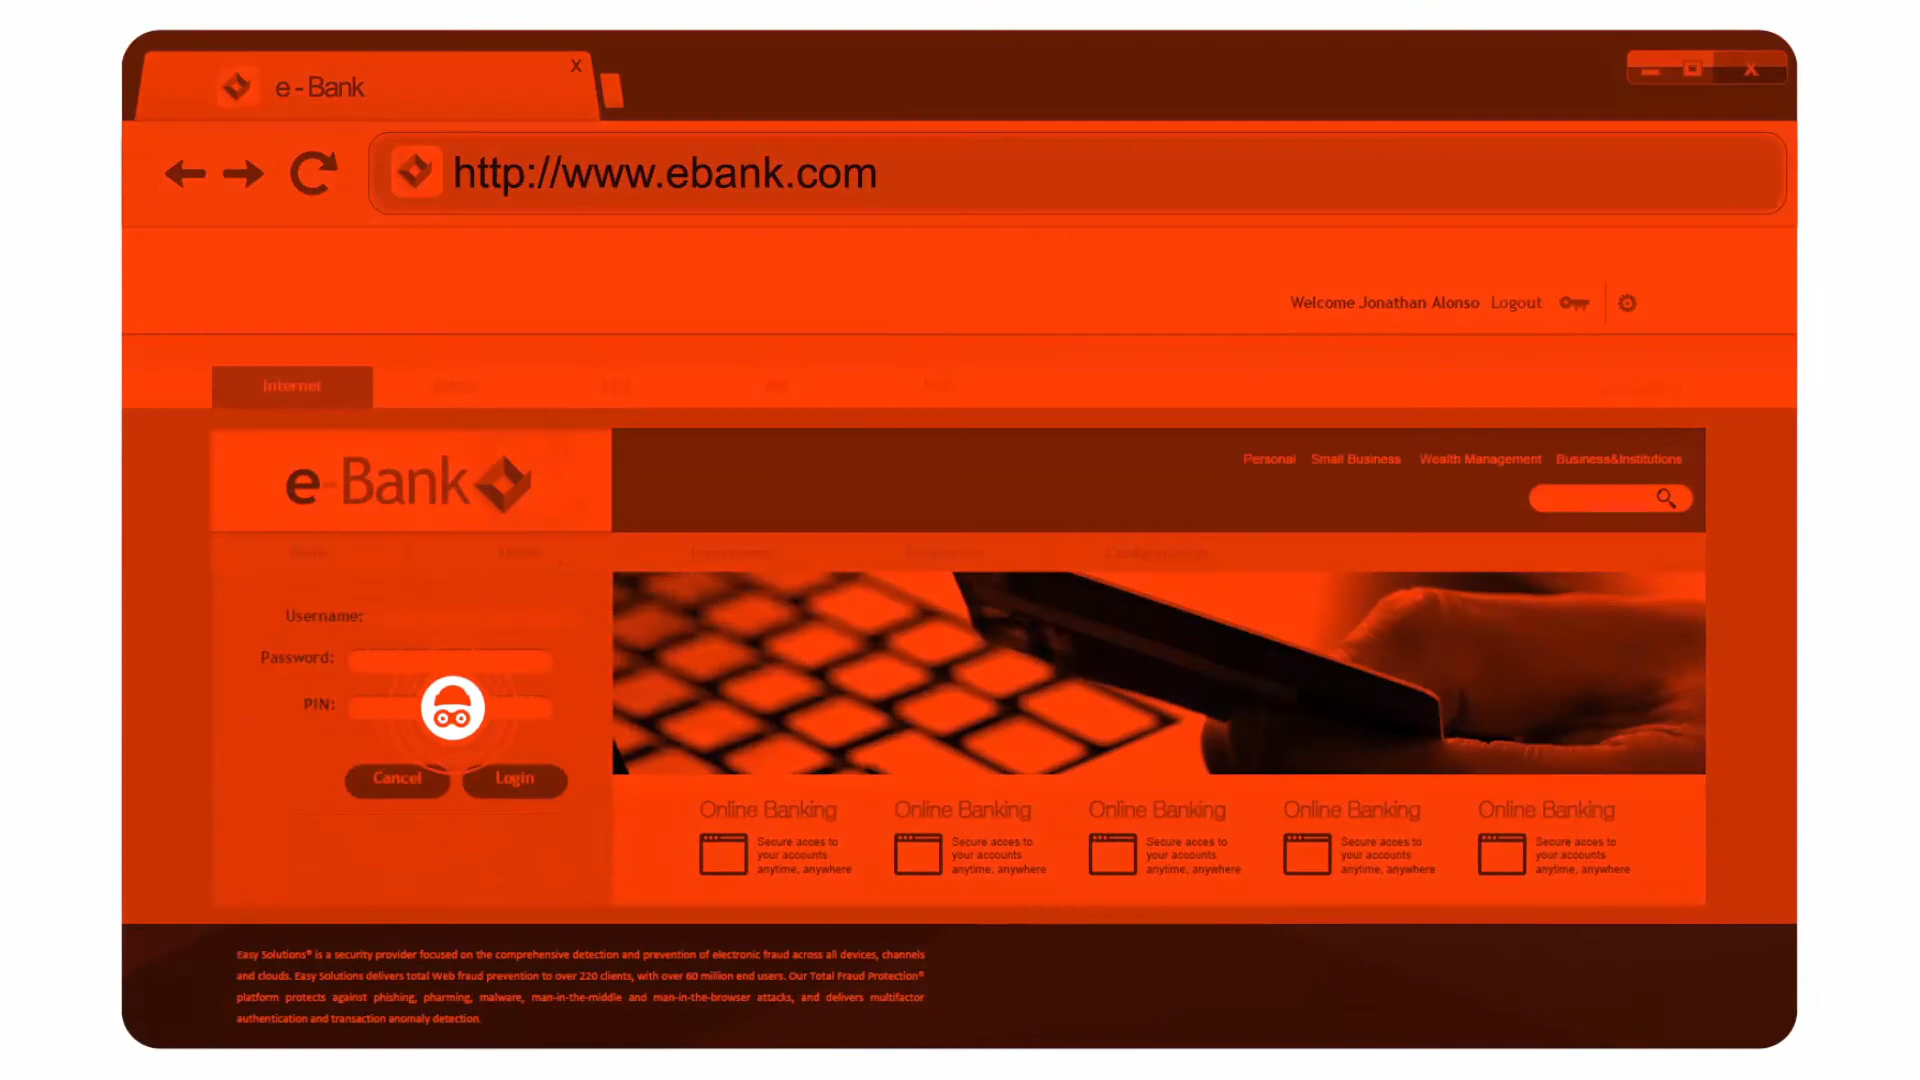 e - Bank
X
X
http://www.ebank.com
Welcome Jonathan Alonso Logout
Internet
e-Bank
Personal Small Business Wealth Management Business&Institutions
Username:
Password:
PIN:
Cancel Login
Online Banking Online Banking Online Banking Online Banking Online Banking
Secure acces to Secure acces to Secure acces to Secure acces to Secure acces to
your accounts your accounts your accounts your accounts your accounts
anytime, anywhere anytime, anywhere anytime, anywhere anytime, anywhere anytime, anywhere
Easy Solutions® is a security provider focused on the comprehensive detection and prevention of electronic fraud across all devices, channels
and clouds. Easy Solutions delivers total Web fraud prevention to over 220 clients, with over 60 million end users. Our Total Fraud Protection®
platform protects against phishing, pharming, malware, man-in-the-middle and man-in-the-browser attacks, and delivers multifactor
authentication and transaction anomaly detection.